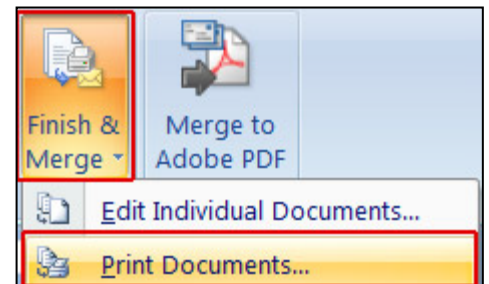 Finish &
Merge
Merge to
Adobe PDF
Edit Individual Documents...
Print Documents...